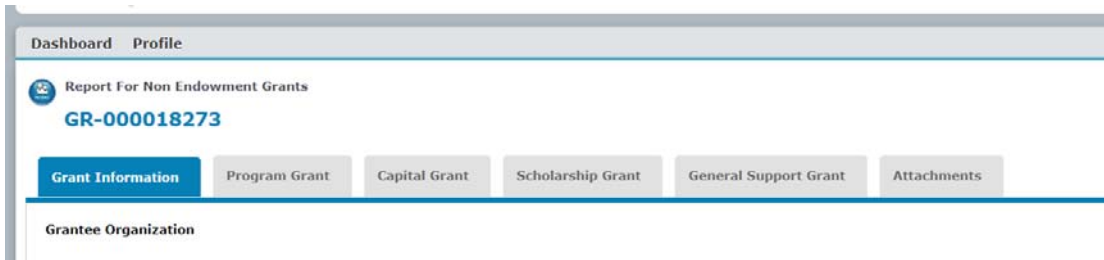 Dashboard Profile
Report For Non Endowment Grants
GR-000018273
Grant Information Program Grant Capital Grant Scholarship Grant General Support Grant Attachments
Grantee Organization